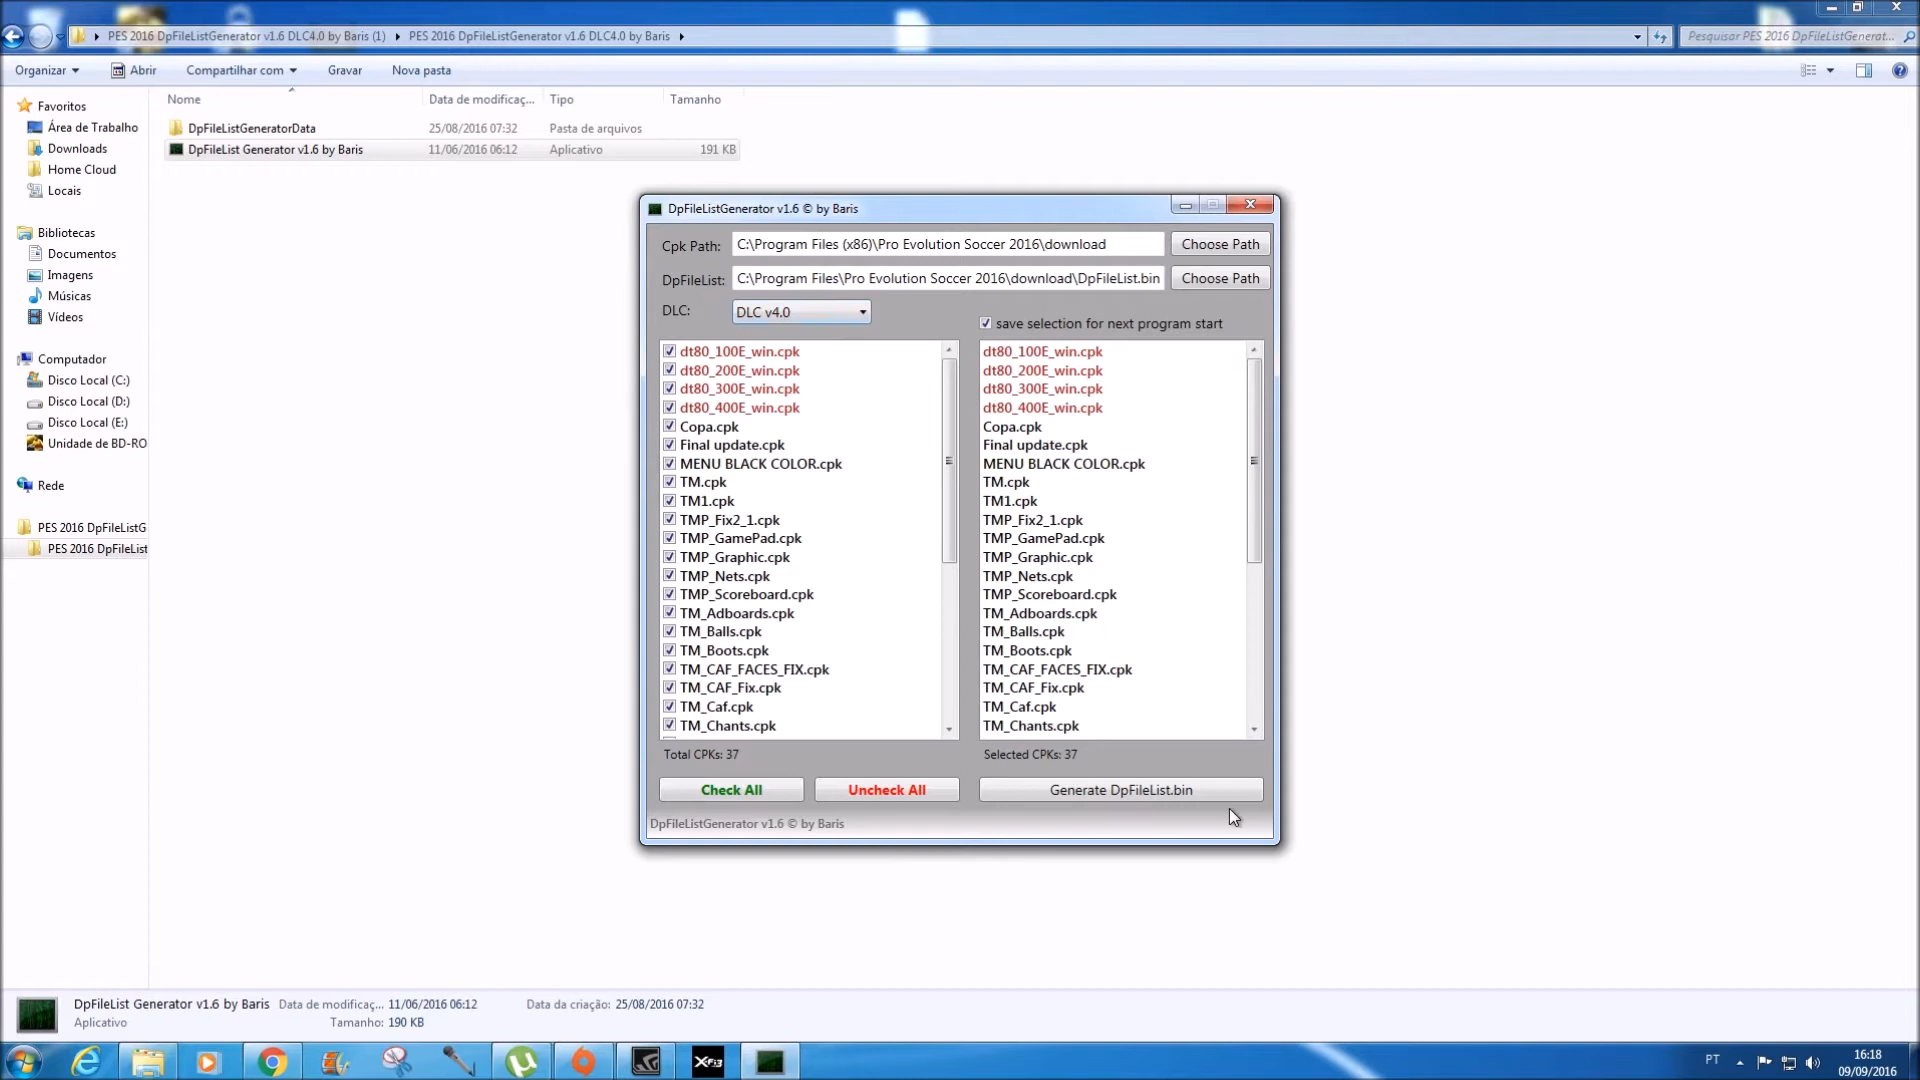 PES 2016 DpFileListGenerator v1.6 DLC4.0 by Baris (1) PES 2016 DpFileListGenerator v1.6 DLC4.0 by Baris
Pesquisar PES 2016 DpFileListGenerat...
Organizar Abrir Compartilhar com Gravar Nova pasta
Nome Data de modificaç... Tipo Tamanho
DpFileListGeneratorData 25/08/2016 07:32 Pasta de arquivos
DpFileList Generator v1.6 by Baris 11/06/2016 06:12 Aplicativo 191 KB
Favoritos
Área de Trabalho
Downloads
Home Cloud
Locais
Bibliotecas
Documentos
Imagens
Músicas
Vídeos
Computador
Disco Local (C:)
Disco Local (D:)
Disco Local (E:)
Unidade de BD-RO
Rede
PES 2016 DpFileListG
PES 2016 DpFileList
DpFileListGenerator v1.6 © by Baris
Cpk Path: C:\Program Files (x86)\Pro Evolution Soccer 2016\download Choose Path
DpFileList: C:\Program Files\Pro Evolution Soccer 2016\download\DpFileList.bin Choose Path
DLC: DLC v4.0
save selection for next program start
dt80_100E_win.cpk dt80_100E_win.cpk
dt80_200E_win.cpk dt80_200E_win.cpk
dt80_300E_win.cpk dt80_300E_win.cpk
dt80_400E_win.cpk dt80_400E_win.cpk
Copa.cpk Copa.cpk
Final update.cpk Final update.cpk
MENU BLACK COLOR.cpk MENU BLACK COLOR.cpk
TM.cpk TM.cpk
TM1.cpk TM1.cpk
TMP_Fix2_1.cpk TMP_Fix2_1.cpk
TMP_GamePad.cpk TMP_GamePad.cpk
TMP_Graphic.cpk TMP_Graphic.cpk
TMP_Nets.cpk TMP_Nets.cpk
TMP_Scoreboard.cpk TMP_Scoreboard.cpk
TM_Adboards.cpk TM_Adboards.cpk
TM_Balls.cpk TM_Balls.cpk
TM_Boots.cpk TM_Boots.cpk
TM_CAF_FACES_FIX.cpk TM_CAF_FACES_FIX.cpk
TM_CAF_Fix.cpk TM_CAF_Fix.cpk
TM_Caf.cpk TM_Caf.cpk
TM_Chants.cpk TM_Chants.cpk
Total CPKs: 37 Selected CPKs: 37
Check All Uncheck All Generate DpFileList.bin
DpFileListGenerator v1.6 © by Baris
DpFileList Generator v1.6 by Baris Data de modificaç... 11/06/2016 06:12 Data da criação: 25/08/2016 07:32
Aplicativo Tamanho: 190 KB
PT
16:18
09/09/2016